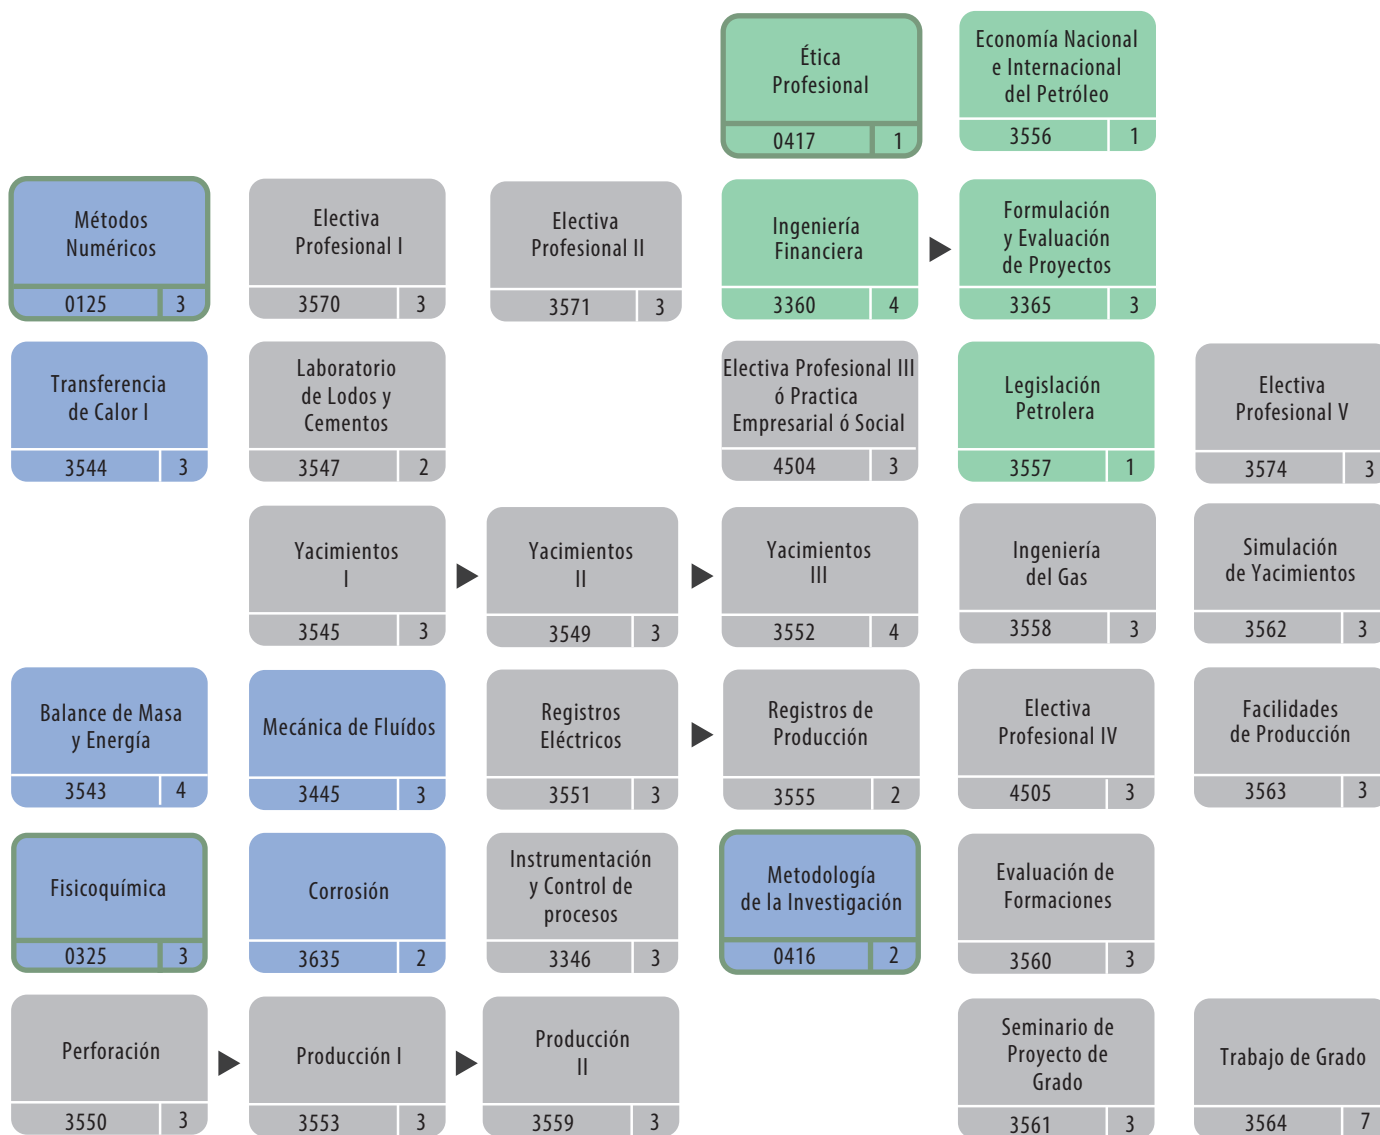 Ética
Profesional
0417 1
Economía Nacional
e Internacional
del Petróleo
3556 1
Métodos
Numéricos
0125 3
Electiva
Profesional I
3570 3
Electiva
Profesional II
3571 3
Ingeniería
Financiera
3360 4
Formulación
y Evaluación
de Proyectos
3365 3
Transferencia
de Calor I
3544 3
Laboratorio
de Lodos y
Cementos
3547 2
Electiva Profesional III
ó Practica
Empresarial ó Social
4504 3
Legislación
Petrolera
3557 1
Electiva
Profesional V
3574 3
Yacimientos
I
3545 3
Yacimientos
II
3549 3
Yacimientos
III
3552 4
Ingeniería
del Gas
3558 3
Simulación
de Yacimientos
3562 3
Balance de Masa
y Energía
3543 4
Mecánica de Fluídos
3445 3
Registros
Eléctricos
3551 3
Registros de
Producción
3555 2
Electiva
Profesional IV
4505 3
Facilidades
de Producción
3563 3
Fisicoquímica
0325 3
Corrosión
3635 2
Instrumentación
y Control de
procesos
3346 3
Metodología
de la Investigación
0416 2
Evaluación de
Formaciones
3560 3
Perforación
3550 3
Producción I
3553 3
Producción
II
3559 3
Seminario de
Proyecto de
Grado
3561 3
Trabajo de Grado
3564 7